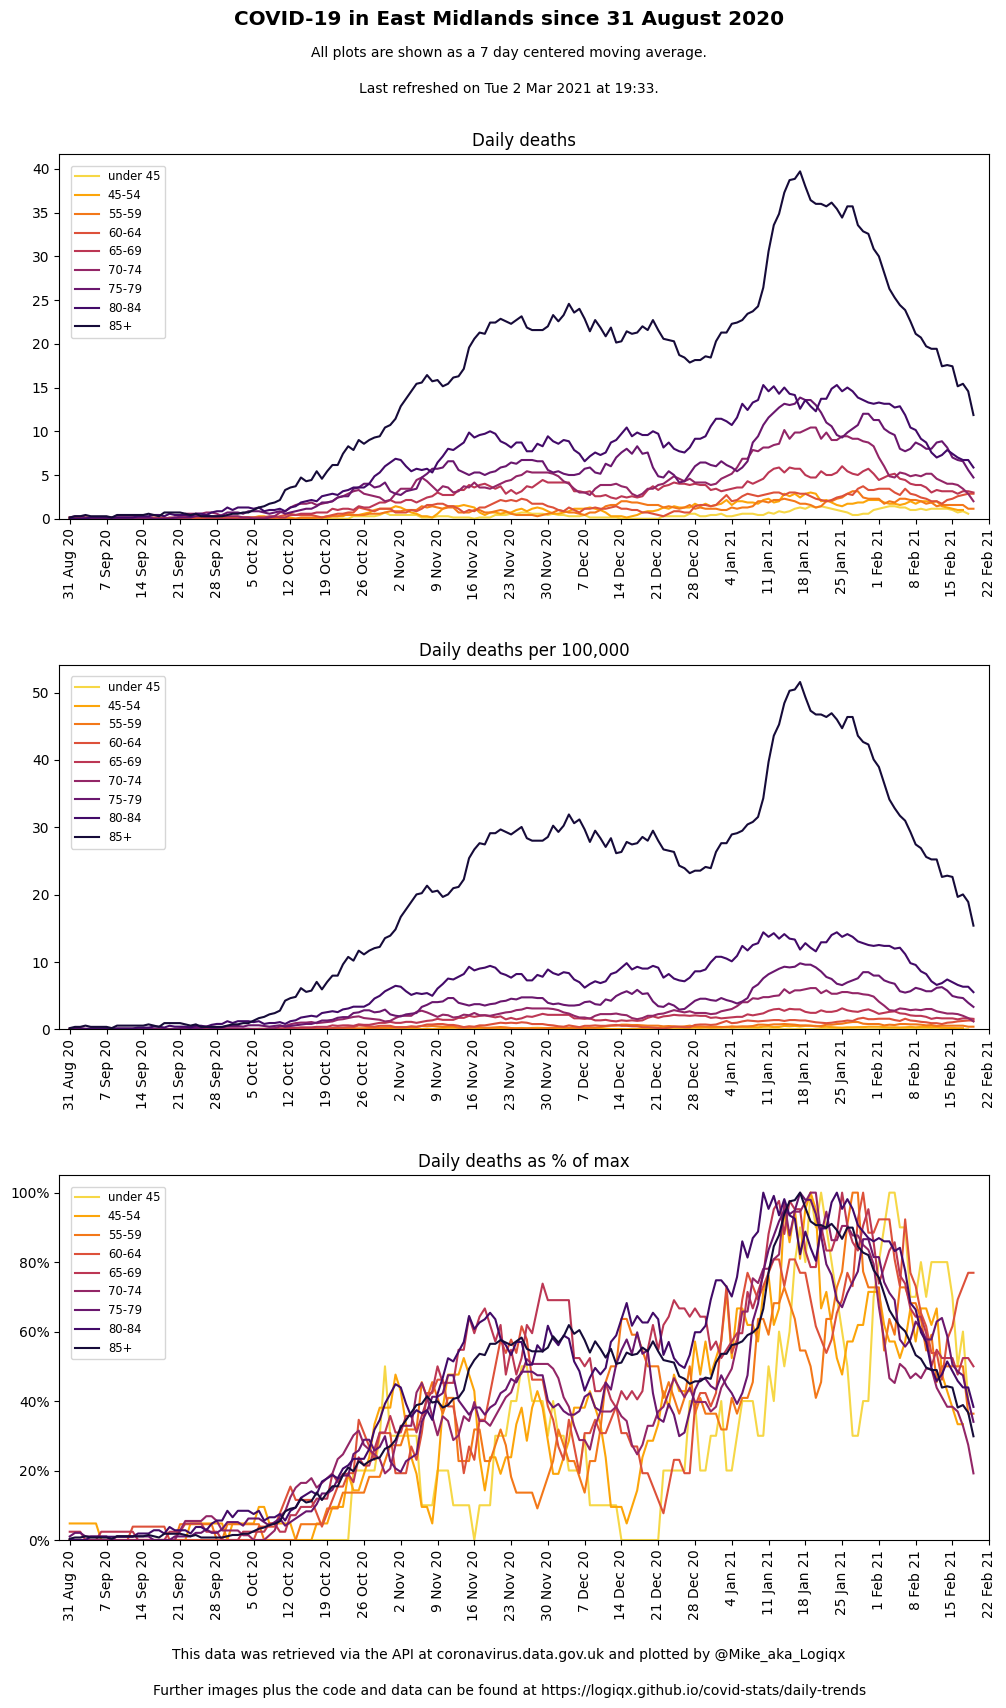 COVID-19 in East Midlands since 31 August 2020
All plots are shown as a 7 day centered moving average.
Last refreshed on Tue 2 Mar 2021 at 19:33.
Daily deaths
40
35
30
25
20
15
10
5
0
under 45
45-54
55-59
60-64
65-69
70-74
75-79
80-84
85+
31 Aug 20
7 Sep 20
14 Sep 20
21 Sep 20
28 Sep 20
5 Oct 20
12 Oct 20
19 Oct 20
26 Oct 20
2 Nov 20
9 Nov 20
16 Nov 20
23 Nov 20
30 Nov 20
7 Dec 20
14 Dec 20
21 Dec 20
28 Dec 20
4 Jan 21
11 Jan 21
18 Jan 21
25 Jan 21
1 Feb 21
8 Feb 21
15 Feb 21
22 Feb 21
Daily deaths per 100,000
50
40
30
20
10
0
under 45
45-54
55-59
60-64
65-69
70-74
75-79
80-84
85+
31 Aug 20
7 Sep 20
14 Sep 20
21 Sep 20
28 Sep 20
5 Oct 20
12 Oct 20
19 Oct 20
26 Oct 20
2 Nov 20
9 Nov 20
16 Nov 20
23 Nov 20
30 Nov 20
7 Dec 20
14 Dec 20
21 Dec 20
28 Dec 20
4 Jan 21
11 Jan 21
18 Jan 21
25 Jan 21
1 Feb 21
8 Feb 21
15 Feb 21
22 Feb 21
Daily deaths as % of max
100%
80%
60%
40%
20%
0%
under 45
45-54
55-59
60-64
65-69
70-74
75-79
80-84
85+
31 Aug 20
7 Sep 20
14 Sep 20
21 Sep 20
28 Sep 20
5 Oct 20
12 Oct 20
19 Oct 20
26 Oct 20
2 Nov 20
9 Nov 20
16 Nov 20
23 Nov 20
30 Nov 20
7 Dec 20
14 Dec 20
21 Dec 20
28 Dec 20
4 Jan 21
11 Jan 21
18 Jan 21
25 Jan 21
1 Feb 21
8 Feb 21
15 Feb 21
22 Feb 21
This data was retrieved via the API at coronavirus.data.gov.uk and plotted by @Mike_aka_Logiqx
Further images plus the code and data can be found at https://logiqx.github.io/covid-stats/daily-trends